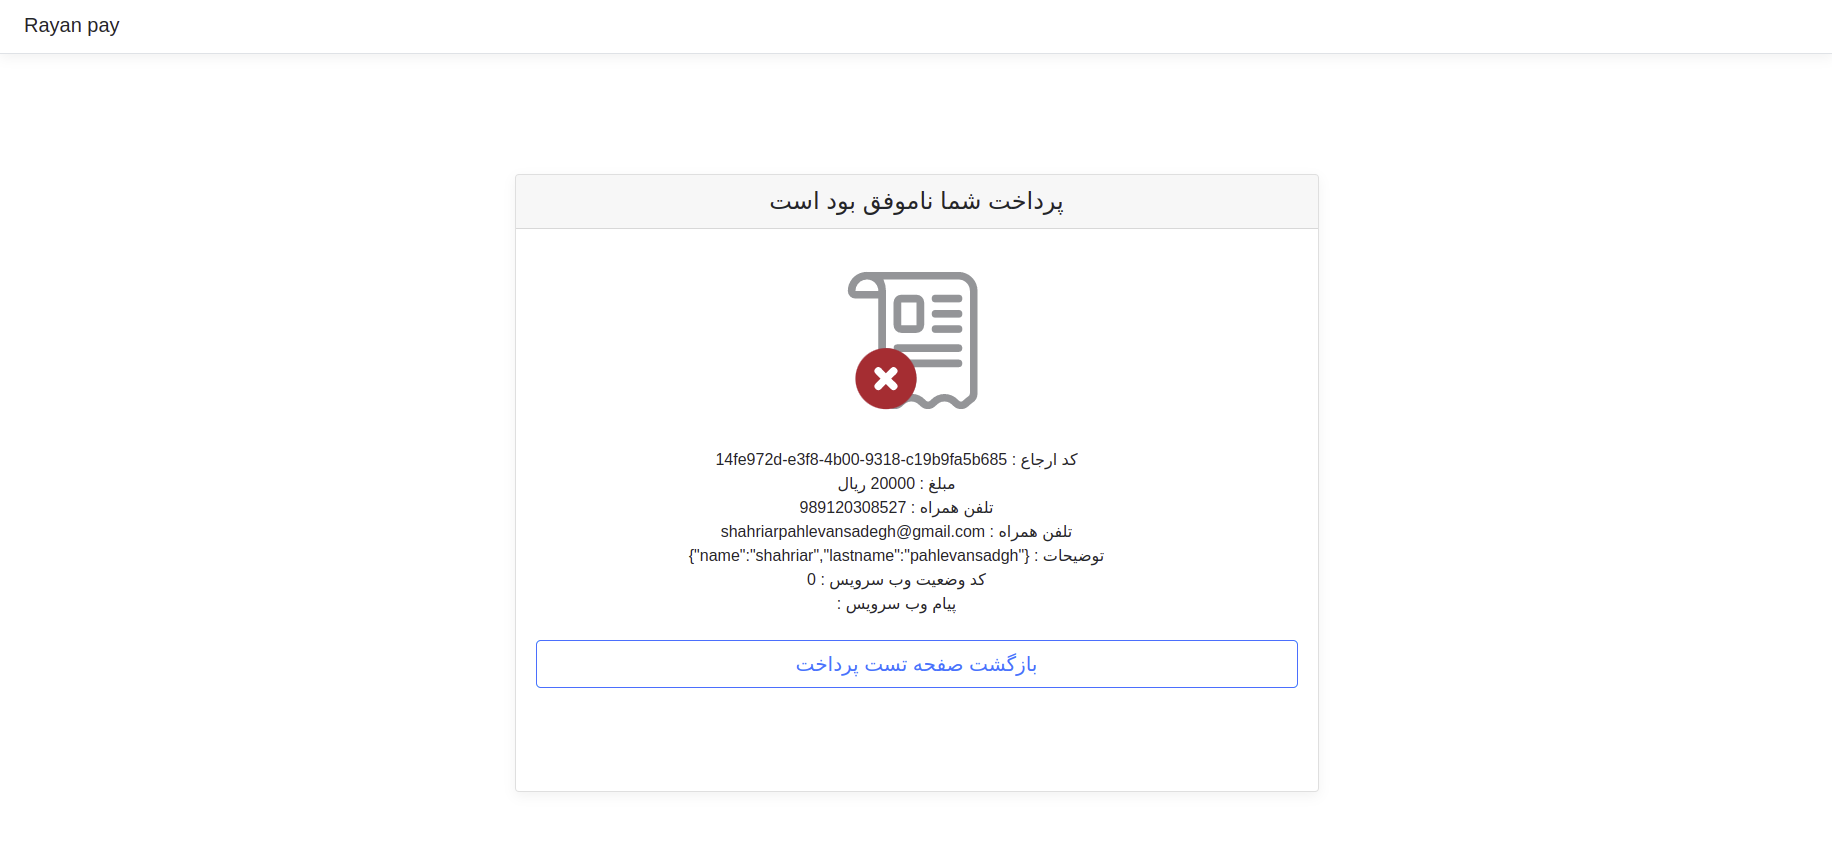 Rayan pay
پرداخت شما ناموفق بود است
کد ارجاع : 14fe972d-e3f8-4b00-9318-c19b9fa5b685
مبلغ : 20000 ریال
تلفن همراه : 989120308527
تلفن همراه : shahriarpahlevansadegh@gmail.com
توضیحات : {"name":"shahriar","lastname":"pahlevansadgh"}
کد وضعیت وب سرویس : 0
پیام وب سرویس :
بازگشت صفحه تست پرداخت